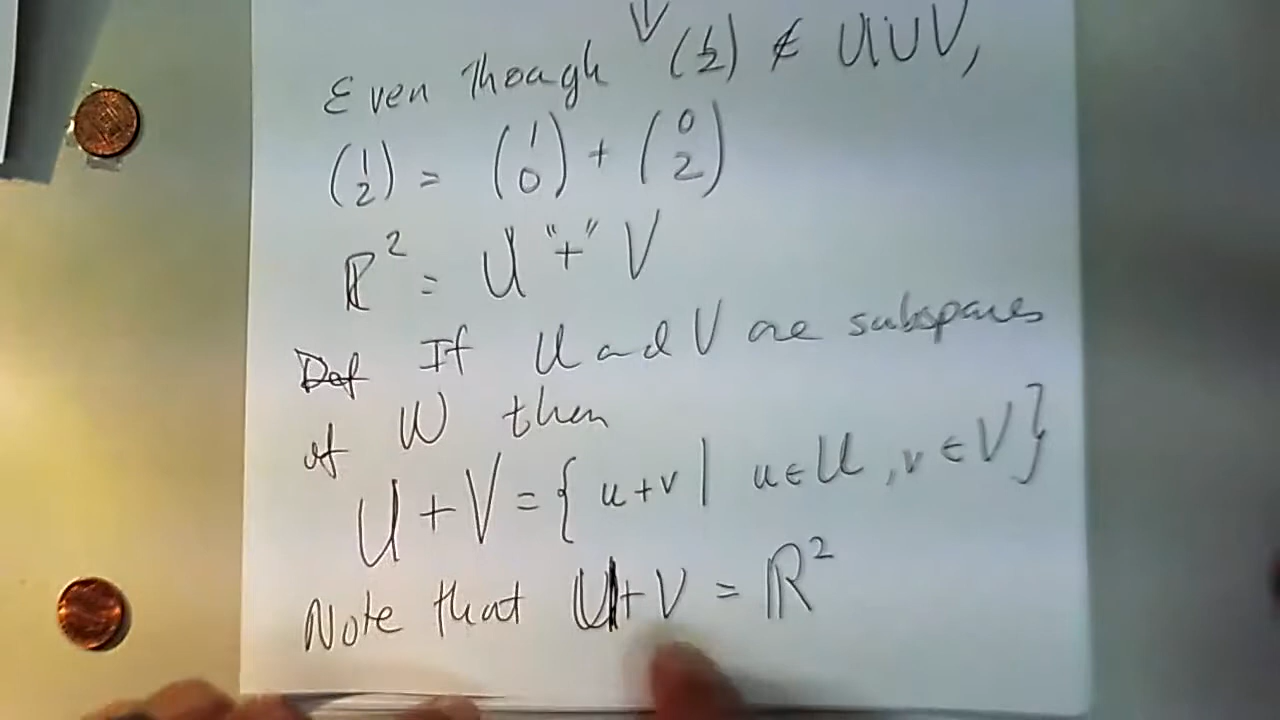 Even though (1 2) ∉ U∪V,
(1 2) = (1 0) + (0 2)
ℝ² = U "+" V
Def If U and V are subspaces
of W then
U + V = { u+v | u∈U, v∈V}
Note that U+V = ℝ²